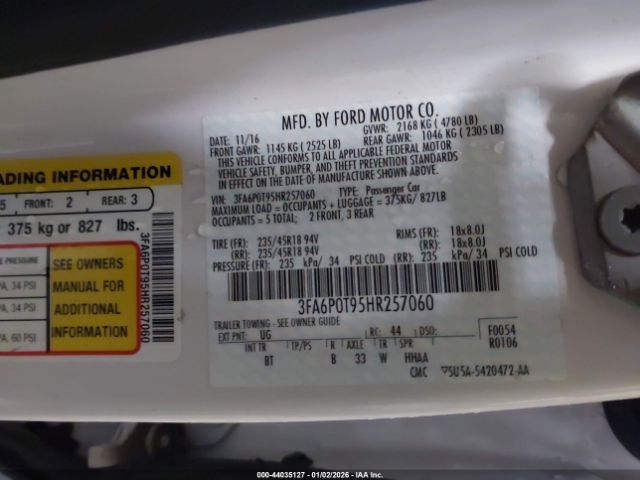 ADING INFORMATION
5 FRONT: 2 REAR: 3
375 kg or 827 lbs.
PRESSURE
A, 34 PSI
A, 34 PSI
A, 60 PSI
SEE OWNERS
MANUAL FOR
ADDITIONAL
INFORMATION
3FA6P0T95HR257060
MFD. BY FORD MOTOR CO.
DATE: 11/16 GVWR: 2168 KG ( 4780 LB)
FRONT GAWR: 1145 KG ( 2525 LB) REAR GAWR: 1046 KG ( 2305 LB)
THIS VEHICLE CONFORMS TO ALL APPLICABLE FEDERAL MOTOR
VEHICLE SAFETY, BUMPER, AND THEFT PREVENTION STANDARDS
IN EFFECT ON THE DATE OF MANUFACTURE SHOWN ABOVE.
VIN: 3FA6P0T95HR257060 TYPE: Passenger Car
MAXIMUM LOAD = OCCUPANTS + LUGGAGE = 375KG/ 827LB
OCCUPANTS = 5 TOTAL; 2 FRONT, 3 REAR
TIRE (FR): 235/45R18 94V RIMS (FR): 18x8.0J
(RR): 235/45R18 94V (RR): 18x8.0J
PRESSURE (FR): 235 kPa/ 34 PSI COLD (RR): 235 kPa/ 34 PSI COLD
3FA6P0T95HR257060
TRAILER TOWING - SEE OWNER GUIDE
EXT PNT: UG RC: 44 DSO: F0054
INT TR TP/PS R AXLE TR SPR R0106
BT B 33 W HHAA
CMC 5U5A-5420472-AA
000-44035127 - 01/02/2026 - IAA Inc.